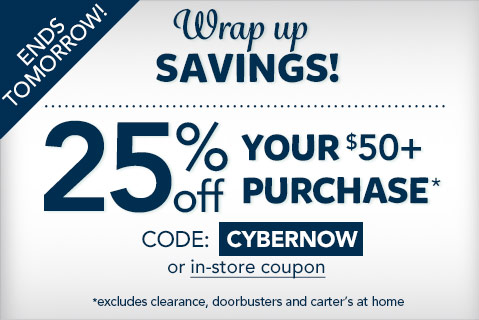 ENDS
TOMORROW!
Wrap up
SAVINGS!
25% off YOUR $50+
PURCHASE*
CODE: CYBERNOW
or in-store coupon
*excludes clearance, doorbusters and carter's at home